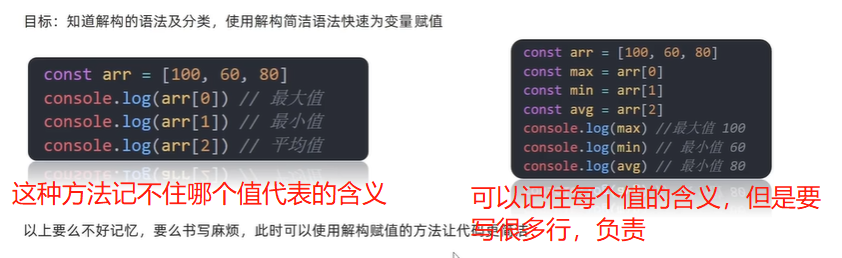 目标：知道解构的语法及分类，使用解构简洁语法快速为变量赋值
const arr = [100, 60, 80]
console.log(arr[0]) // 最大值
console.log(arr[1]) // 最小值
console.log(arr[2]) // 平均值
这种方法记不住哪个值代表的含义
const arr = [100, 60, 80]
const max = arr[0]
const min = arr[1]
const avg = arr[2]
console.log(max) //最大值 100
console.log(min) // 最小值 60
console.log(avg) // 最小值 80
可以记住每个值的含义，但是要
写很多行，负责
以上要么不好记忆，要么书写麻烦，此时可以使用解构赋值的方法让代码更简洁